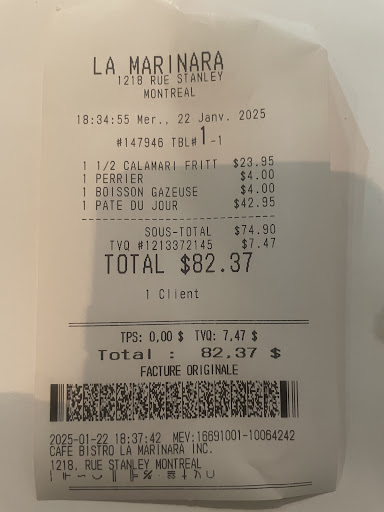 LA MARINARA
1218 RUE STANLEY
MONTREAL
18:34:55 Mer., 22 Janv. 2025
#147946 TBL#1-1
1 1/2 CALAMARI FRITT $23.95
1 PERRIER $4.00
1 BOISSON GAZEUSE $4.00
1 PATE DU JOUR $42.95
SOUS-TOTAL $74.90
TVQ #1213372145 $7.47
TOTAL $82.37
1 Client
TPS: 0,00 $ TVQ: 7,47 $
Total : 82,37 $
FACTURE ORIGINALE
2025-01-22 18:37:42 MEV:16691001-10064242
CAFE BISTRO LA MARINARA INC.
1218, RUE STANLEY MONTREAL